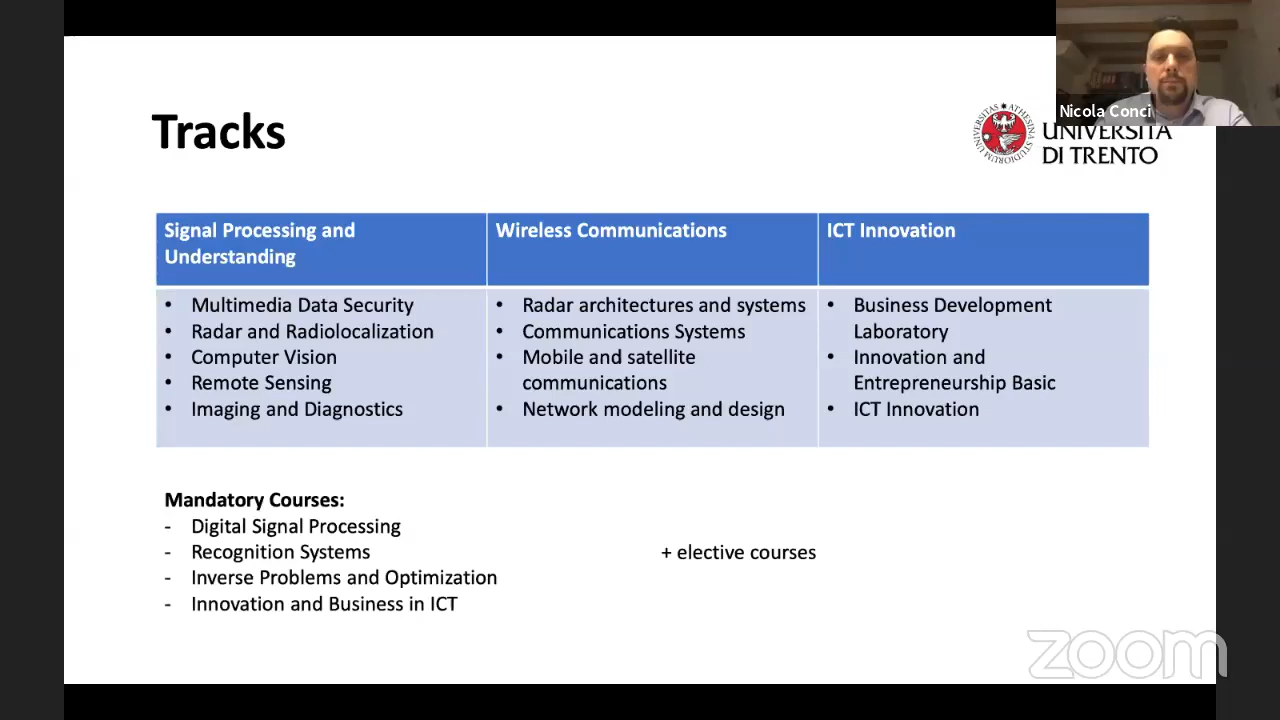 Nicola Conci
Tracks
UNIVERSITAS ATHESINA STUDIORUM
UNIVERSITÀ
DI TRENTO
Signal Processing and
Understanding
• Multimedia Data Security
• Radar and Radiolocalization
• Computer Vision
• Remote Sensing
• Imaging and Diagnostics
Wireless Communications
• Radar architectures and systems
• Communications Systems
• Mobile and satellite
communications
• Network modeling and design
ICT Innovation
• Business Development
Laboratory
• Innovation and
Entrepreneurship Basic
• ICT Innovation
Mandatory Courses:
- Digital Signal Processing
- Recognition Systems
- Inverse Problems and Optimization
- Innovation and Business in ICT
+ elective courses
zoom